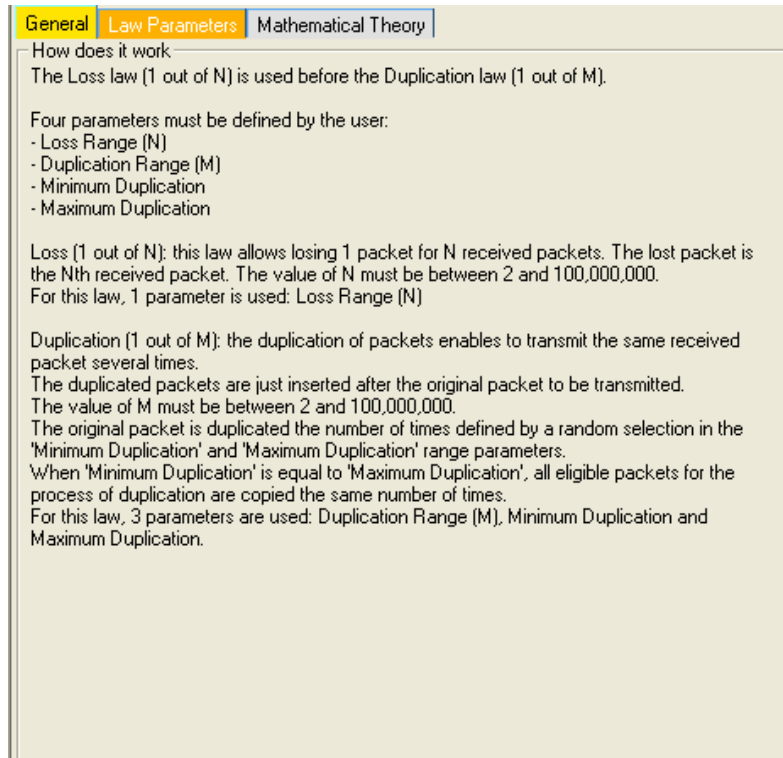 General Law Parameters Mathematical Theory
How does it work
The Loss law (1 out of N) is used before the Duplication law (1 out of M).
Four parameters must be defined by the user:
- Loss Range (N)
- Duplication Range (M)
- Minimum Duplication
- Maximum Duplication
Loss (1 out of N): this law allows losing 1 packet for N received packets. The lost packet is
the Nth received packet. The value of N must be between 2 and 100,000,000.
For this law, 1 parameter is used: Loss Range (N)
Duplication (1 out of M): the duplication of packets enables to transmit the same received
packet several times.
The duplicated packets are just inserted after the original packet to be transmitted.
The value of M must be between 2 and 100,000,000.
The original packet is duplicated the number of times defined by a random selection in the
'Minimum Duplication' and 'Maximum Duplication' range parameters.
When 'Minimum Duplication' is equal to 'Maximum Duplication', all eligible packets for the
process of duplication are copied the same number of times.
For this law, 3 parameters are used: Duplication Range (M), Minimum Duplication and
Maximum Duplication.